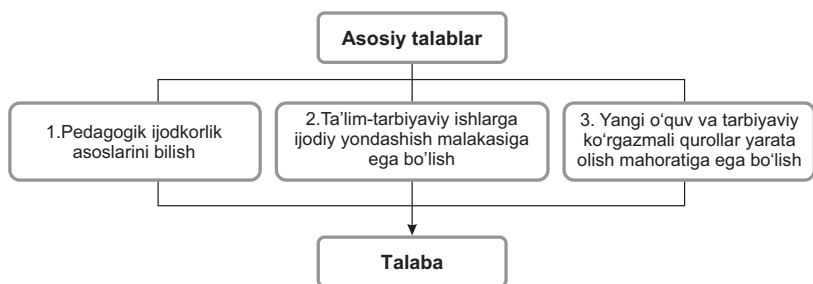 Asosiy talablar
1.Pedagogik ijodkorlik
asoslarini bilish
2.Ta’lim-tarbiyaviy ishlarga
ijodiy yondashish malakasiga
ega bo’lish
3. Yangi o‘quv va tarbiyaviy
ko‘rgazmali qurollar yarata
olish mahoratiga ega bo‘lish
Talaba